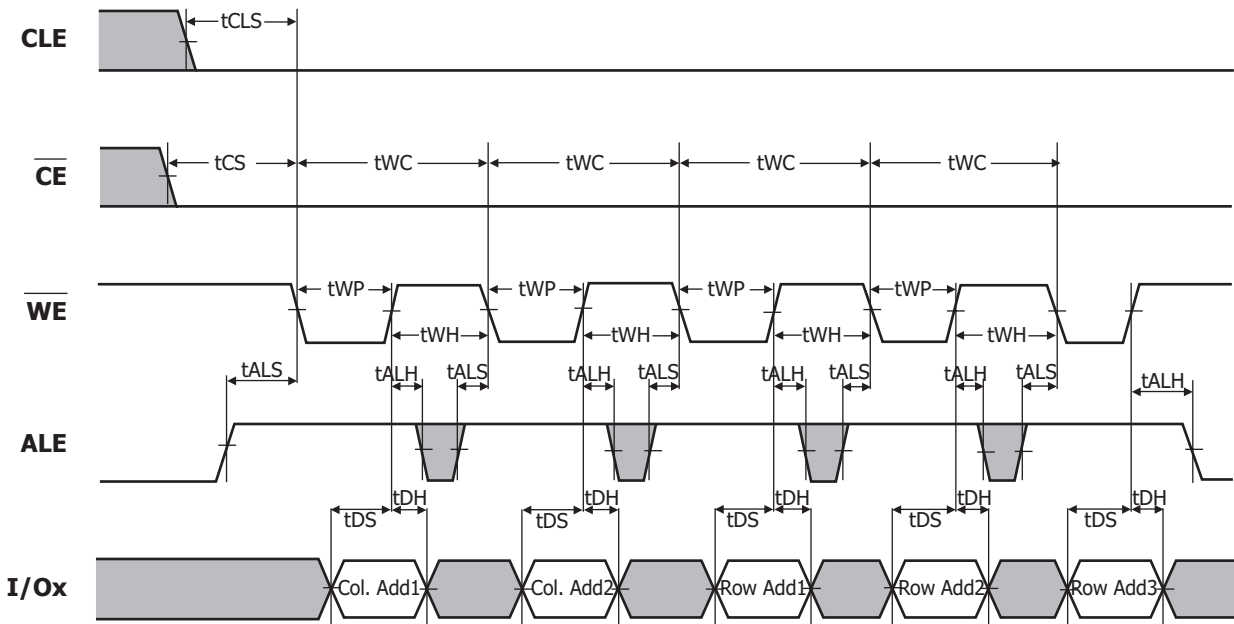 CLE
tCLS
CE
tCS
tWC
tWC
tWC
tWC
WE
tWP
tWP
tWP
tWP
tWH
tWH
tWH
tWH
tALS
tALH
tALS
tALH
tALS
tALH
tALS
tALH
tALS
tALH
ALE
tDH
tDH
tDH
tDH
tDH
tDS
tDS
tDS
tDS
tDS
I/Ox
Col. Add1
Col. Add2
Row Add1
Row Add2
Row Add3